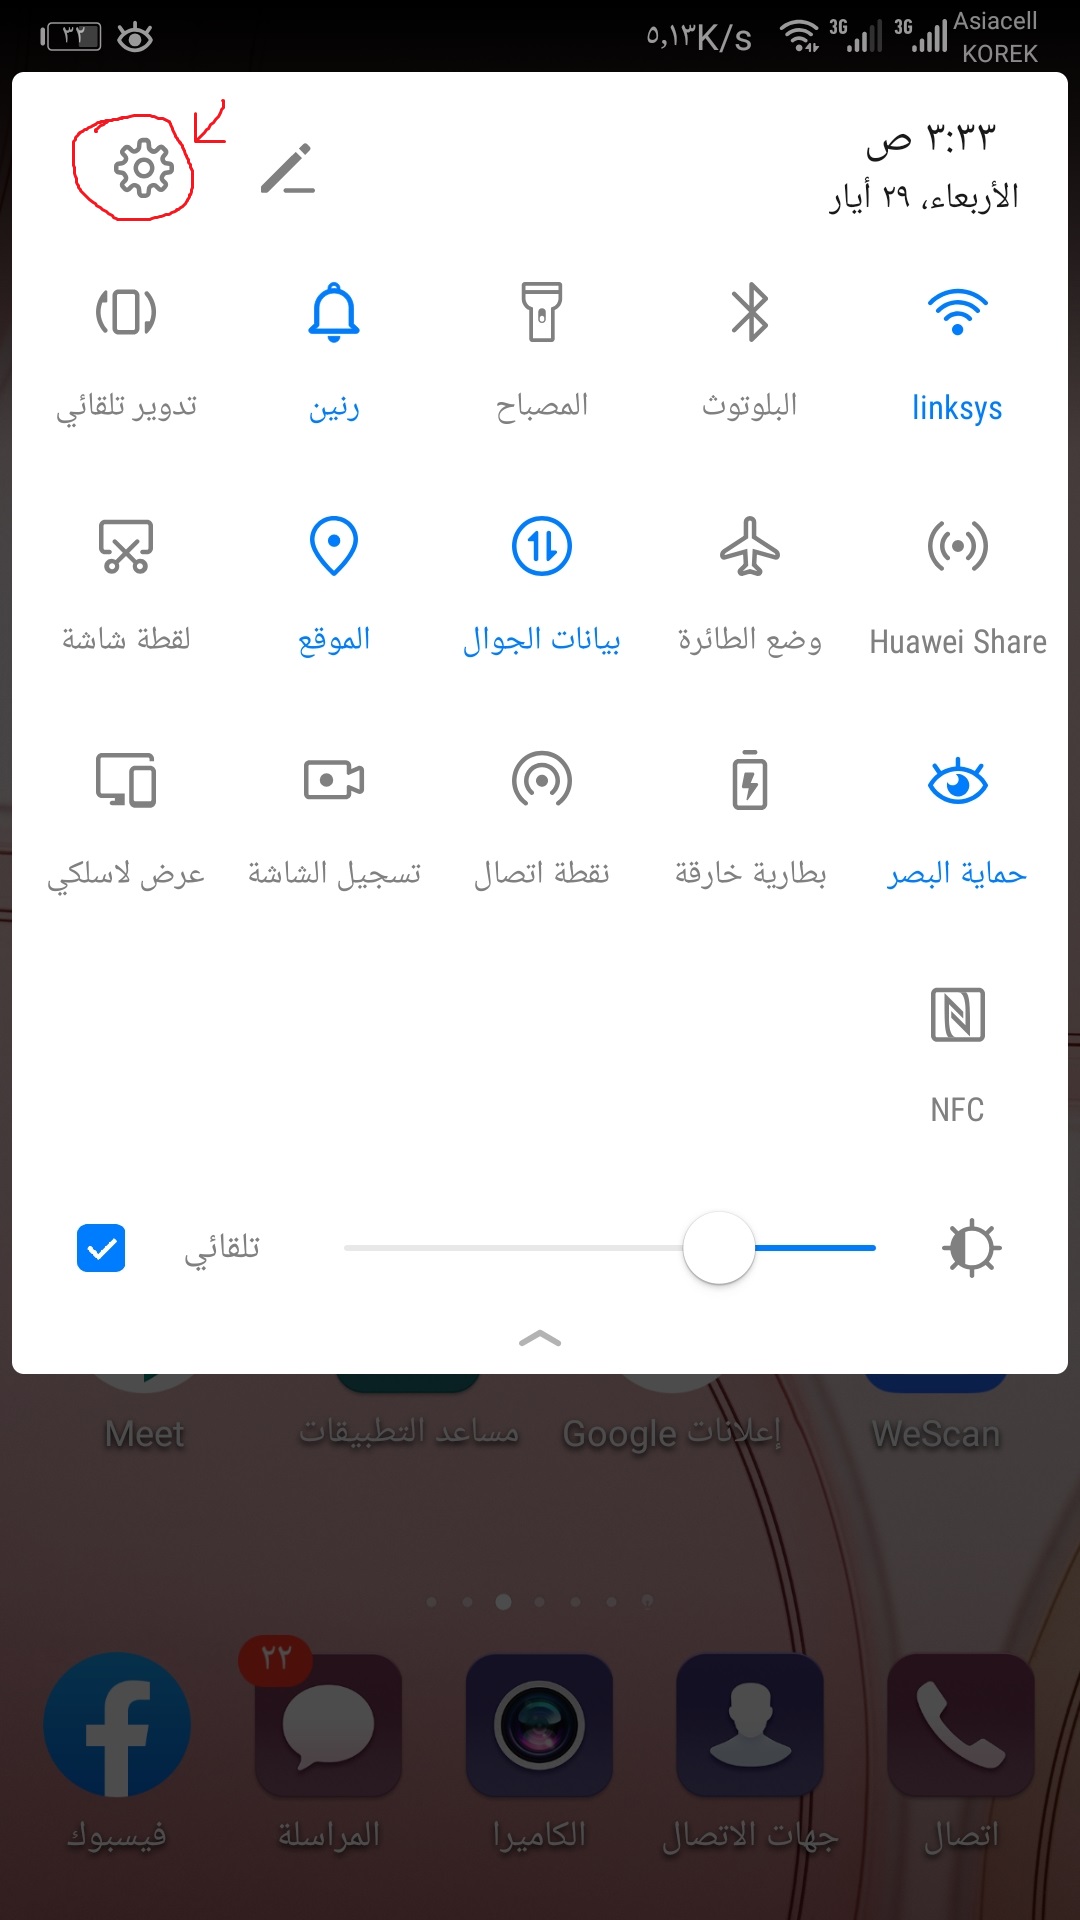 ٣٢
٥,١٣K/s
3G
3G
Asiacell
KOREK
٣:٣٣ ص
الأربعاء، ٢٩ أيار
linksys
البلوتوث
المصباح
رنين
تدوير تلقائي
Huawei Share
وضع الطائرة
بيانات الجوال
الموقع
لقطة شاشة
حماية البصر
بطارية خارقة
نقطة اتصال
تسجيل الشاشة
عرض لاسلكي
NFC
تلقائي
WeScan
إعلانات Google
مساعد التطبيقات
Meet
٢٢
اتصال
جهات الاتصال
الكاميرا
المراسلة
فيسبوك